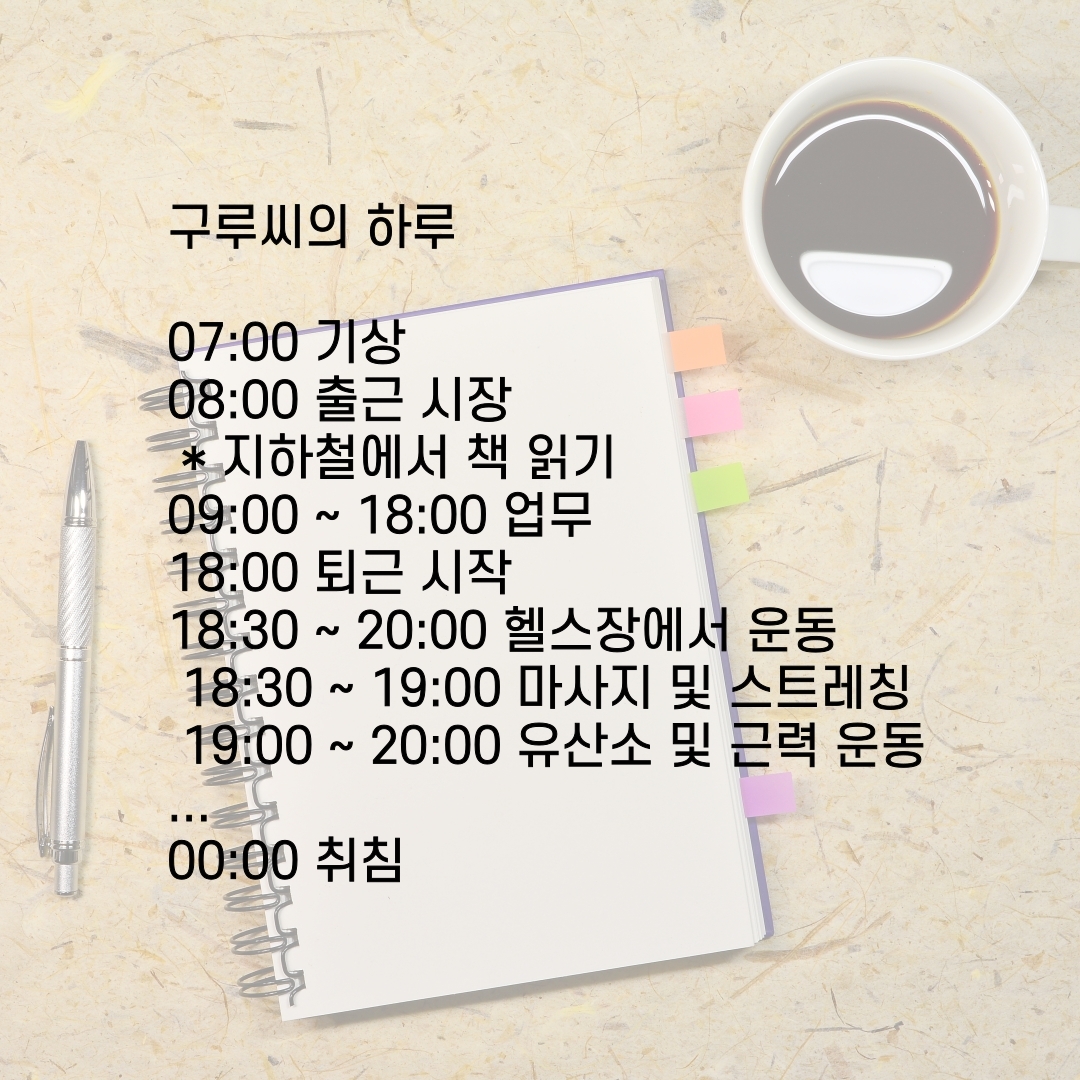 구루씨의 하루
07:00 기상
08:00 출근 시장
* 지하철에서 책 읽기
09:00 ~ 18:00 업무
18:00 퇴근 시작
18:30 ~ 20:00 헬스장에서 운동
18:30 ~ 19:00 마사지 및 스트레칭
19:00 ~ 20:00 유산소 및 근력 운동
...
00:00 취침